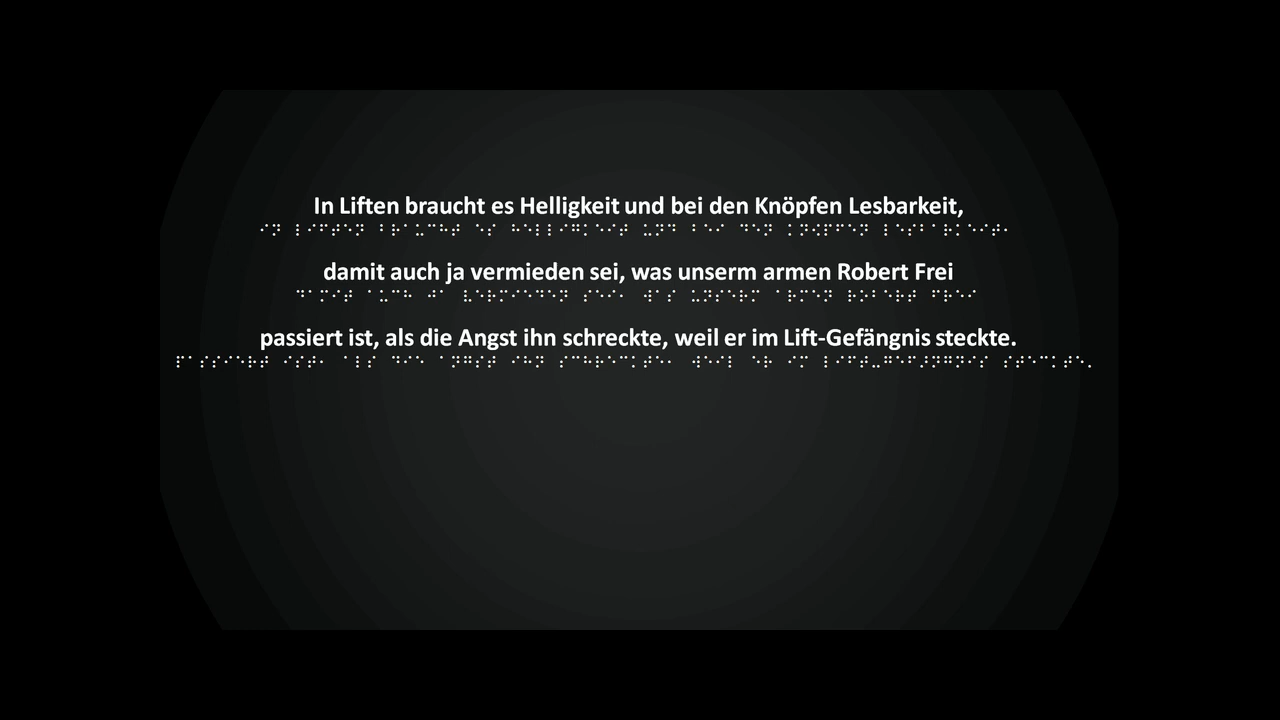 In Liften braucht es Helligkeit und bei den Knöpfen Lesbarkeit,
⠊⠝ ⠇⠊⠋⠞⠑⠝ ⠃⠗⠁⠥⠉⠓⠞ ⠑⠎ ⠓⠑⠇⠇⠊⠛⠅⠑⠊⠞ ⠥⠝⠙ ⠃⠑⠊ ⠙⠑⠝ ⠅⠝⠪⠏⠋⠑⠝ ⠇⠑⠎⠃⠁⠗⠅⠑⠊⠞⠂
damit auch ja vermieden sei, was unserm armen Robert Frei
⠙⠁⠍⠊⠞ ⠁⠥⠉⠓ ⠚⠁ ⠧⠑⠗⠍⠊⠑⠙⠑⠝ ⠎⠑⠊⠂ ⠺⠁⠎ ⠥⠝⠎⠑⠗⠍ ⠁⠗⠍⠑⠝ ⠗⠕⠃⠑⠗⠞ ⠋⠗⠑⠊
passiert ist, als die Angst ihn schreckte, weil er im Lift-Gefängnis steckte.
⠏⠁⠎⠎⠊⠑⠗⠞ ⠊⠎⠞⠂ ⠁⠇⠎ ⠙⠊⠑ ⠁⠝⠛⠎⠞ ⠊⠓⠝ ⠎⠉⠓⠗⠑⠉⠅⠞⠑⠂ ⠺⠑⠊⠇ ⠑⠗ ⠊⠍ ⠇⠊⠋⠞⠤⠛⠑⠋⠜⠝⠛⠝⠊⠎ ⠎⠞⠑⠉⠅⠞⠑⠄